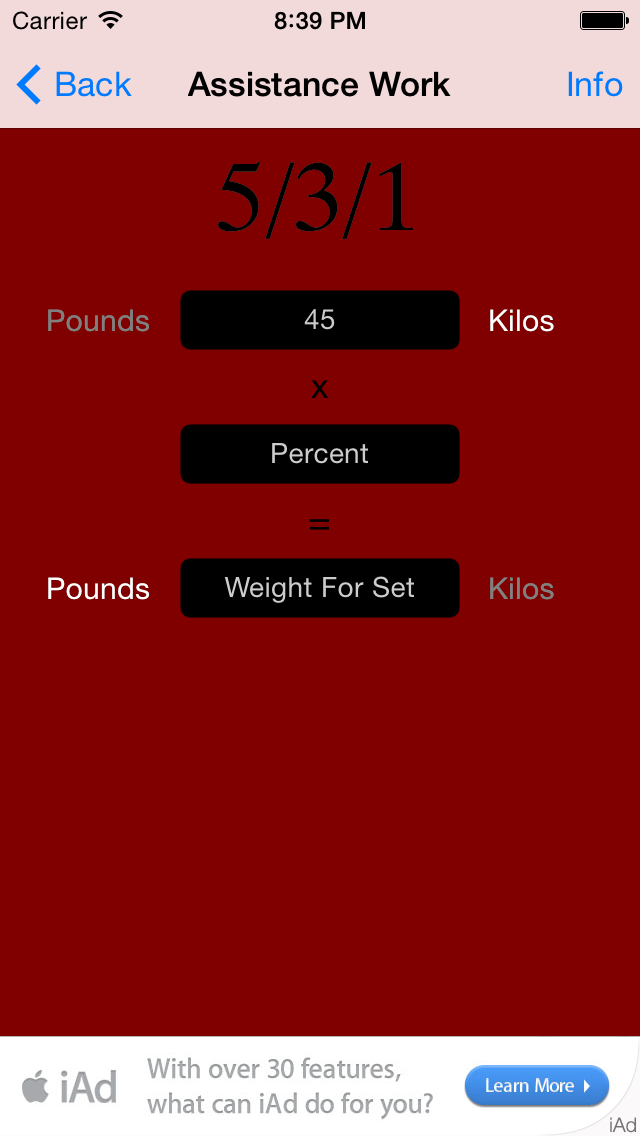 Carrier 8:39 PM
Back Assistance Work Info
5/3/1
Pounds 45 Kilos
x
Percent
=
Pounds Weight For Set Kilos
iAd With over 30 features,
what can iAd do for you?
Learn More
iAd